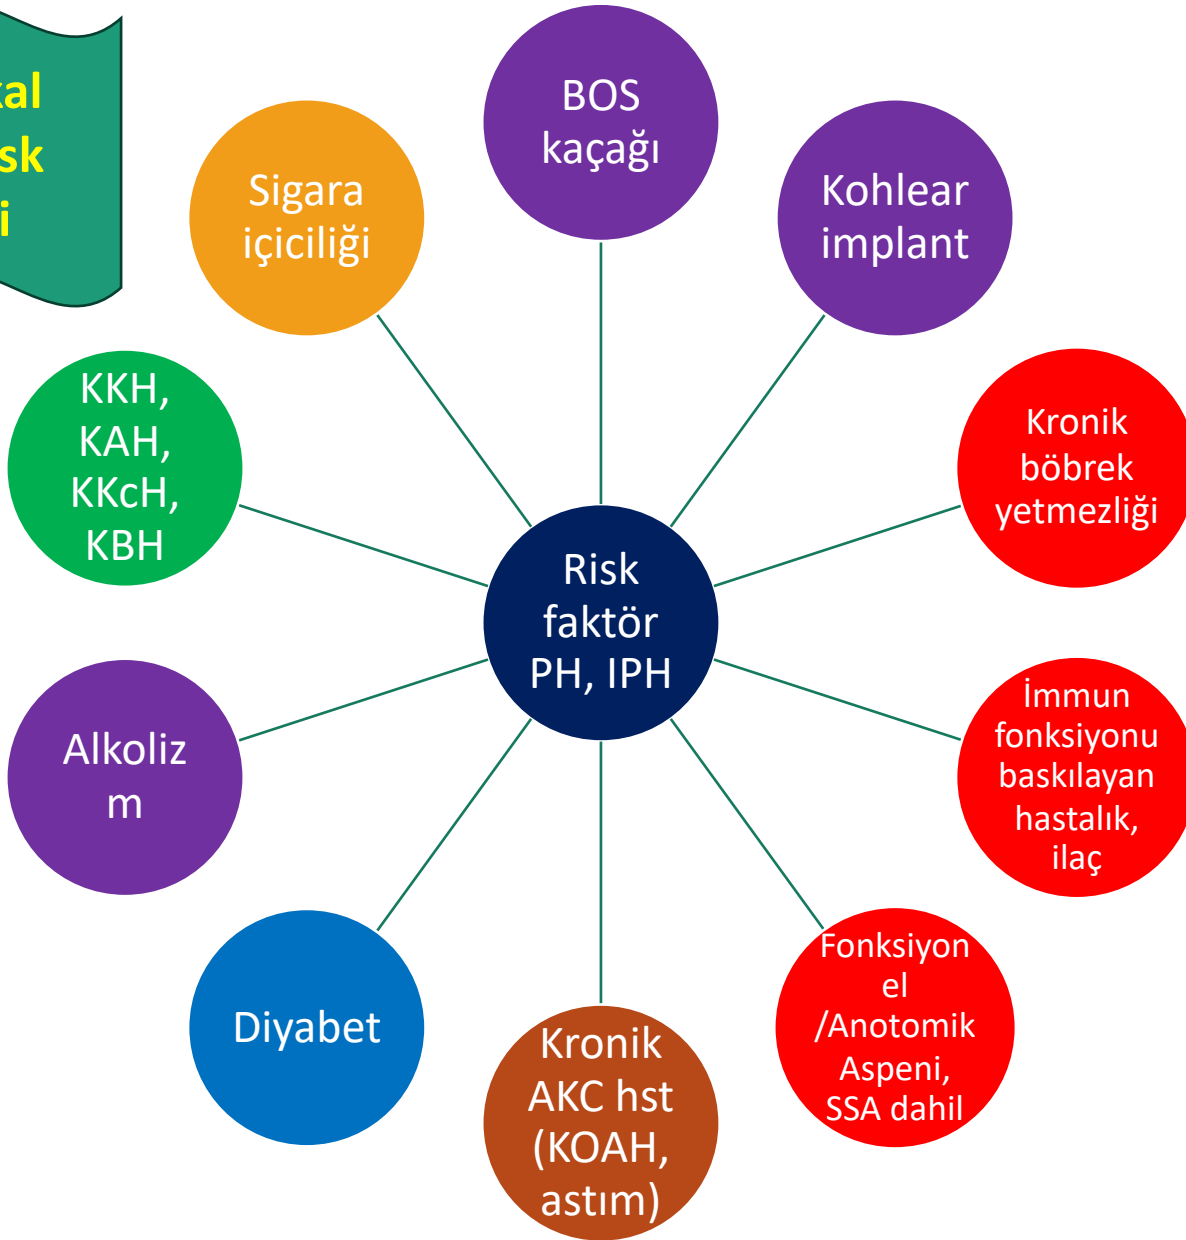 kal
sk
i
BOS
kaçağı
Kohlear
implant
Kronik
böbrek
yetmezliği
İmmun
fonksiyonu
baskılayan
hastalık,
ilaç
Fonksiyon
el
/Anotomik
Aspeni,
SSA dahil
Kronik
AKC hst
(KOAH,
astım)
Diyabet
Alkoliz
m
KKH,
KAH,
KKcH,
KBH
Sigara
içiciliği
Risk
faktör
PH, IPH